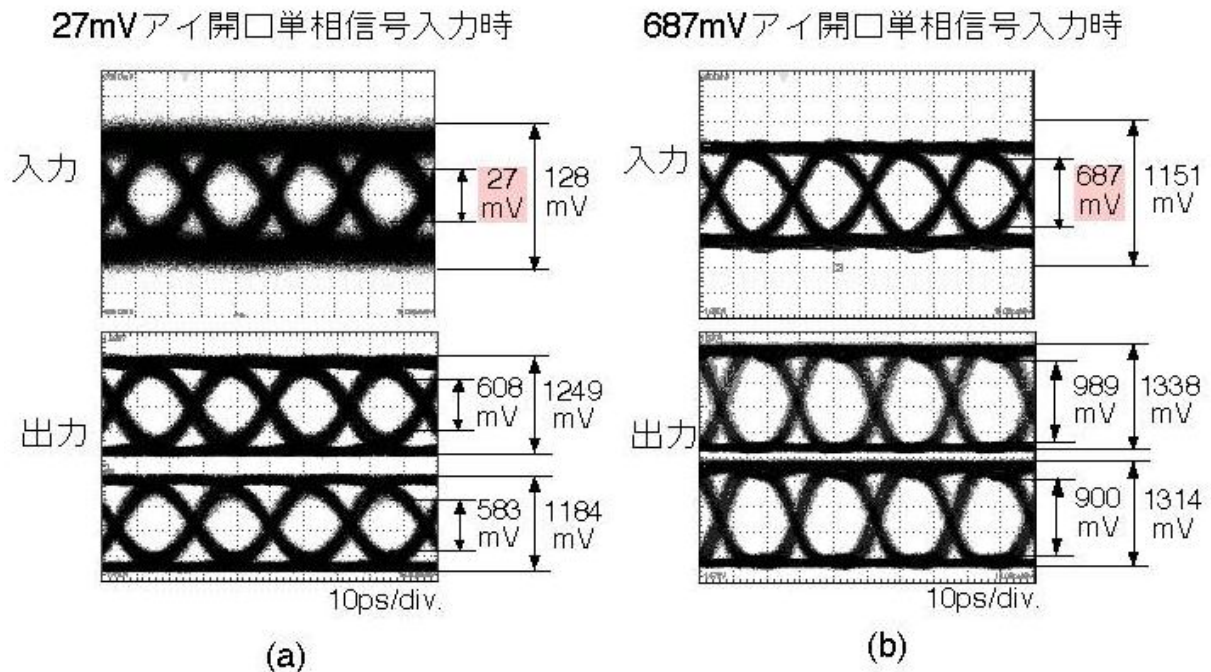 27mVアイ開口単相信号入力時
687mVアイ開口単相信号入力時
入力
27
mV
128
mV
出力
608
mV
1249
mV
583
mV
1184
mV
10ps/div.
(a)
入力
687
mV
1151
mV
出力
989
mV
1338
mV
900
mV
1314
mV
10ps/div.
(b)